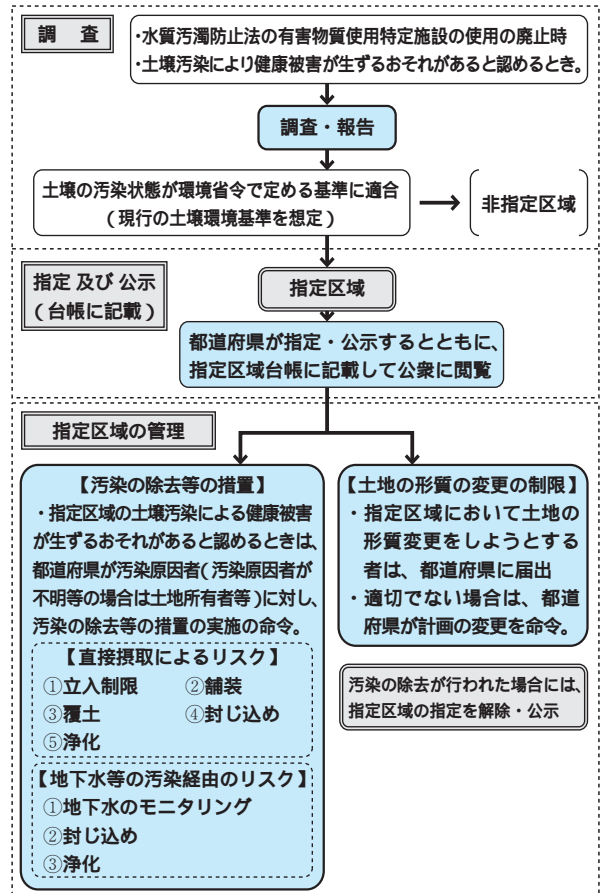 調 査
・水質汚濁防止法の有害物質使用特定施設の使用の廃止時
・土壌汚染により健康被害が生ずるおそれがあると認めるとき。
調査・報告
土壌の汚染状態が環境省令で定める基準に適合
(現行の土壌環境基準を想定)
非指定区域
指定 及び 公示
(台帳に記載)
指定区域
都道府県が指定・公示するとともに、
指定区域台帳に記載して公衆に閲覧
指定区域の管理
【汚染の除去等の措置】
・指定区域の土壌汚染による健康被害
が生ずるおそれがあると認めるときは、
都道府県が汚染原因者(汚染原因者が
不明等の場合は土地所有者等)に対し、
汚染の除去等の措置の実施の命令。
【直接摂取によるリスク】
①立入制限 ②舗装
③覆土 ④封じ込め
⑤浄化
【地下水等の汚染経由のリスク】
①地下水のモニタリング
②封じ込め
③浄化
【土地の形質の変更の制限】
・指定区域において土地の
形質変更をしようとする
者は、都道府県に届出
・適切でない場合は、都道
府県が計画の変更を命令。
汚染の除去が行われた場合には、
指定区域の指定を解除・公示